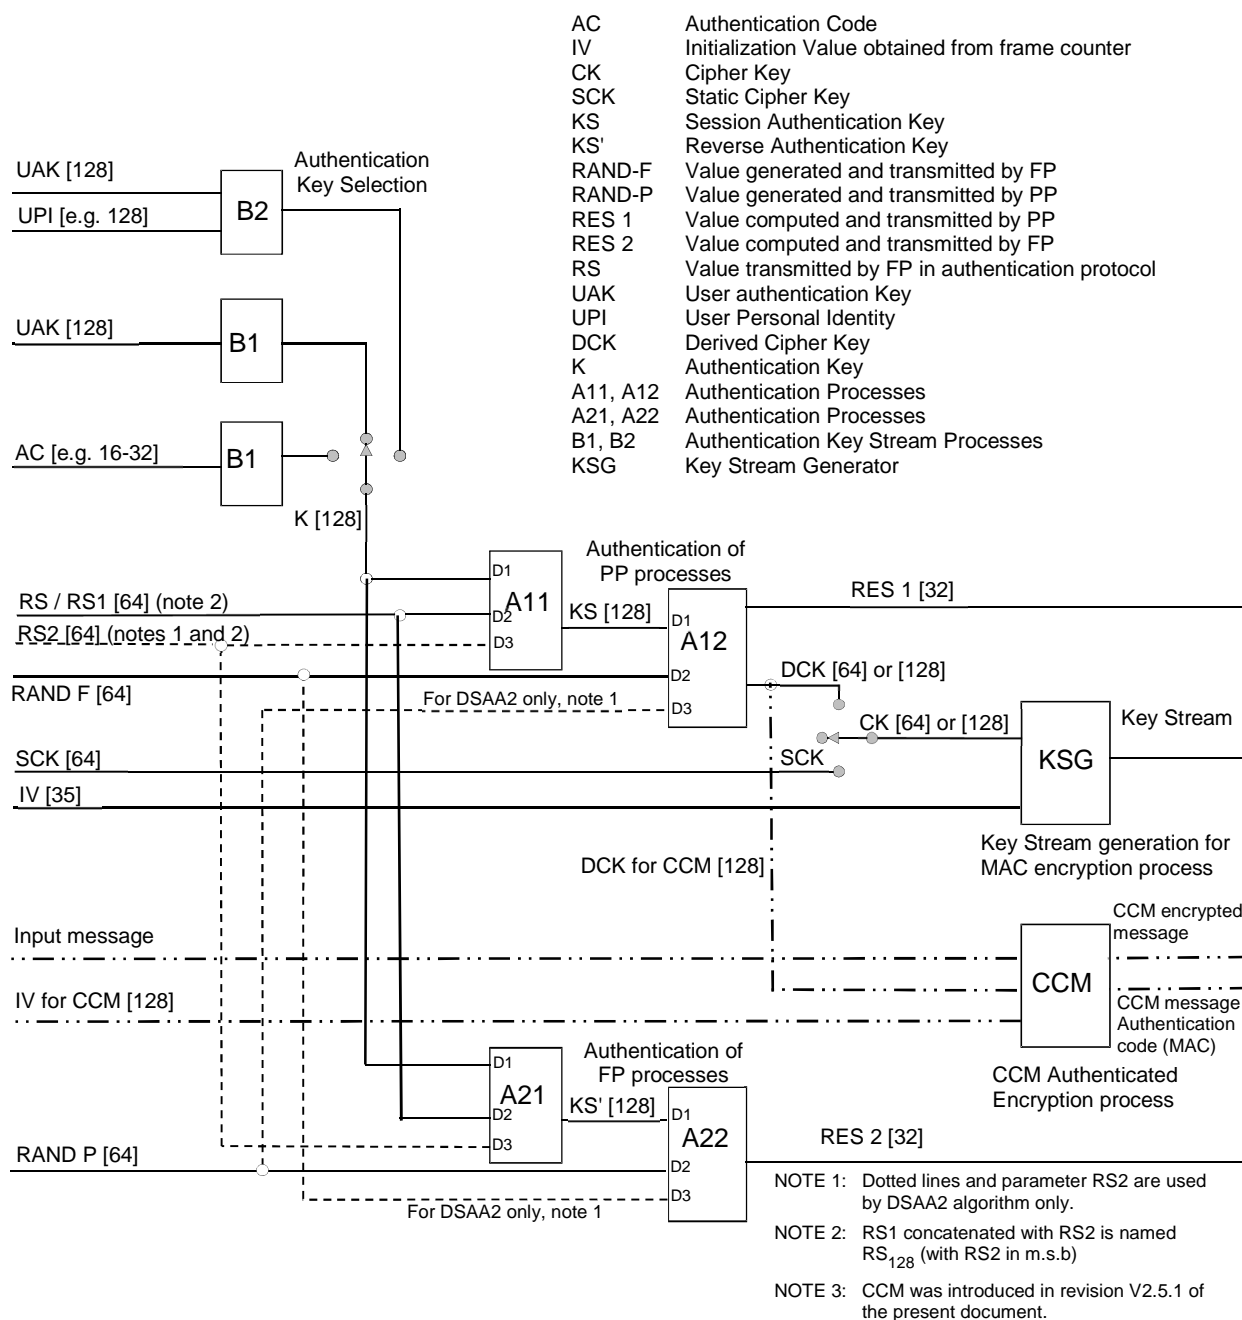 AC Authentication Code
IV Initialization Value obtained from frame counter
CK Cipher Key
SCK Static Cipher Key
KS Session Authentication Key
KS' Reverse Authentication Key
RAND-F Value generated and transmitted by FP
RAND-P Value generated and transmitted by PP
RES 1 Value computed and transmitted by PP
RES 2 Value computed and transmitted by FP
RS Value transmitted by FP in authentication protocol
UAK User authentication Key
UPI User Personal Identity
DCK Derived Cipher Key
K Authentication Key
A11, A12 Authentication Processes
A21, A22 Authentication Processes
B1, B2 Authentication Key Stream Processes
KSG Key Stream Generator
UAK [128]
UPI [e.g. 128]
B2
Authentication
Key Selection
UAK [128]
B1
AC [e.g. 16-32]
B1
K [128]
RS / RS1 [64] (note 2)
RS2 [64] (notes 1 and 2)
RAND F [64]
D1
D2
D3
A11
KS [128]
Authentication of
PP processes
D1
D2
D3
A12
For DSAA2 only, note 1
RES 1 [32]
DCK [64] or [128]
CK [64] or [128]
SCK [64]
SCK
IV [35]
KSG
Key Stream
Key Stream generation for
MAC encryption process
DCK for CCM [128]
Input message
IV for CCM [128]
CCM
CCM encrypted
message
CCM message
Authentication
code (MAC)
CCM Authenticated
Encryption process
D1
D2
D3
A21
KS' [128]
Authentication of
FP processes
D1
D2
D3
A22
RAND P [64]
For DSAA2 only, note 1
RES 2 [32]
NOTE 1: Dotted lines and parameter RS2 are used
by DSAA2 algorithm only.
NOTE 2: RS1 concatenated with RS2 is named
RS128 (with RS2 in m.s.b)
NOTE 3: CCM was introduced in revision V2.5.1 of
the present document.